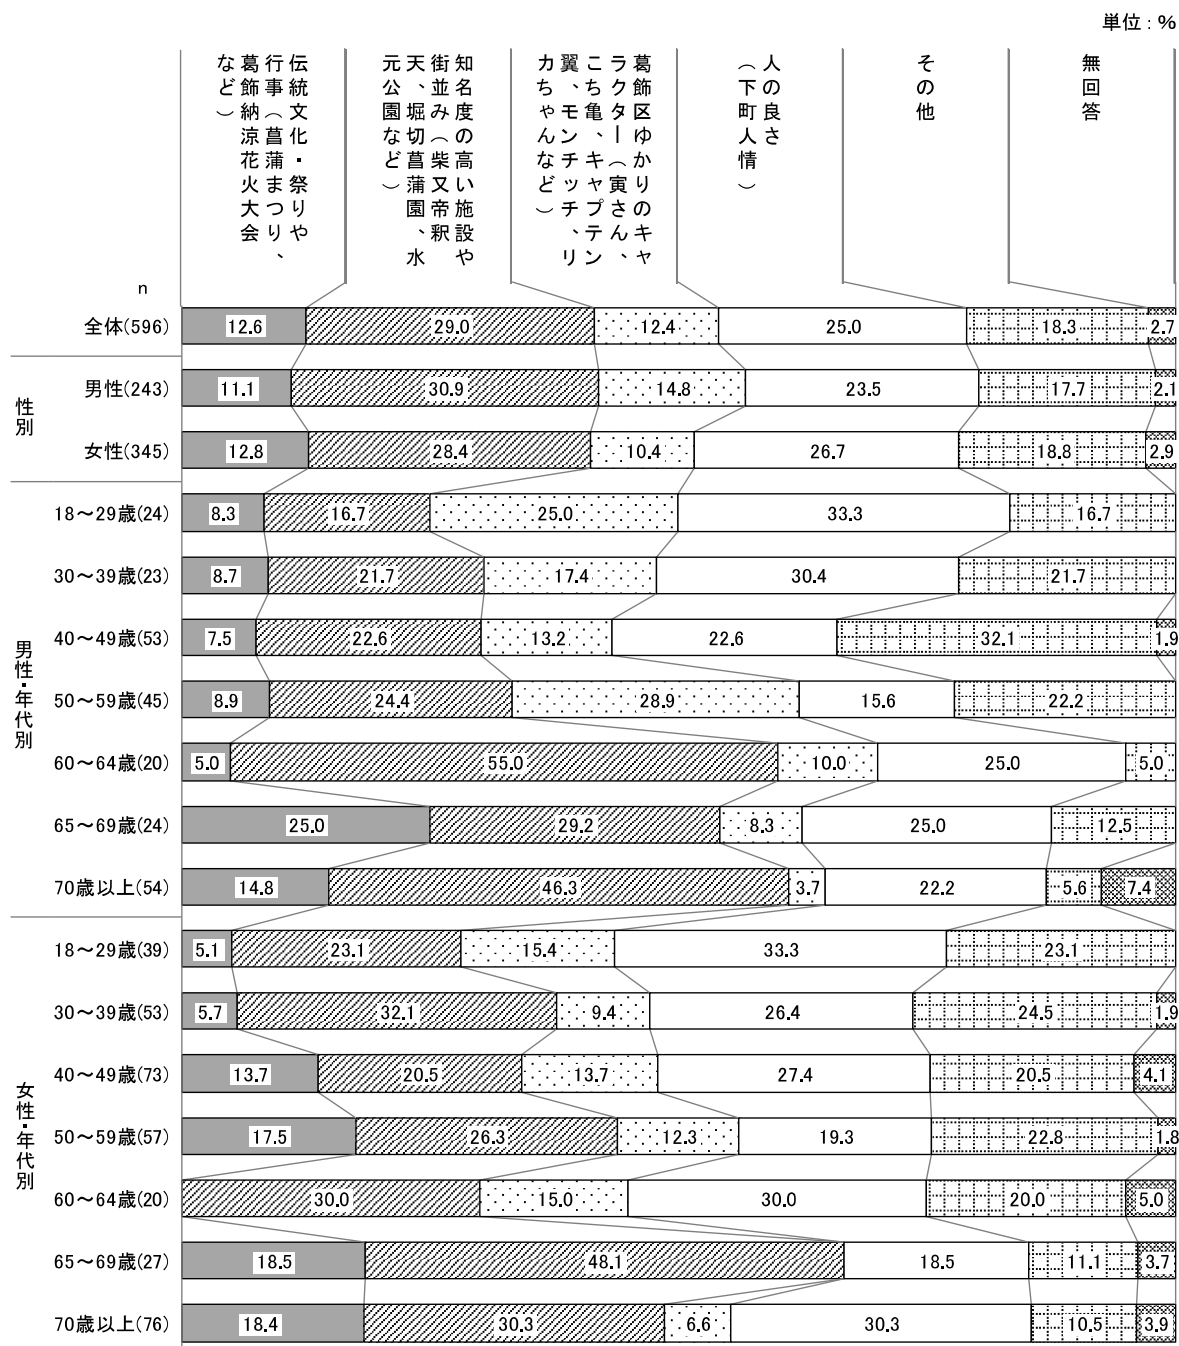 単位：％
伝統文化・祭りや
行事（菖蒲まつり、
葛飾納涼花火大会
など）
知名度の高い施設や
街並み（柴又帝釈
天、堀切菖蒲園、水
元公園など）
葛飾区ゆかりのキャ
ラクター（寅さん、
こち亀、キャプテン
翼、モンチッチ、リ
カちゃんなど）
人の良さ
（下町人情）
その他
無回答
n
全体(596) 12.6 29.0 12.4 25.0 18.3 2.7
性別
男性(243) 11.1 30.9 14.8 23.5 17.7 2.1
女性(345) 12.8 28.4 10.4 26.7 18.8 2.9
男性・年代別
18～29歳(24) 8.3 16.7 25.0 33.3 16.7
30～39歳(23) 8.7 21.7 17.4 30.4 21.7
40～49歳(53) 7.5 22.6 13.2 22.6 32.1 1.9
50～59歳(45) 8.9 24.4 28.9 15.6 22.2
60～64歳(20) 5.0 55.0 10.0 25.0 5.0
65～69歳(24) 25.0 29.2 8.3 25.0 12.5
70歳以上(54) 14.8 46.3 3.7 22.2 5.6 7.4
女性・年代別
18～29歳(39) 5.1 23.1 15.4 33.3 23.1
30～39歳(53) 5.7 32.1 9.4 26.4 24.5 1.9
40～49歳(73) 13.7 20.5 13.7 27.4 20.5 4.1
50～59歳(57) 17.5 26.3 12.3 19.3 22.8 1.8
60～64歳(20) 30.0 15.0 30.0 20.0 5.0
65～69歳(27) 18.5 48.1 18.5 11.1 3.7
70歳以上(76) 18.4 30.3 6.6 30.3 10.5 3.9